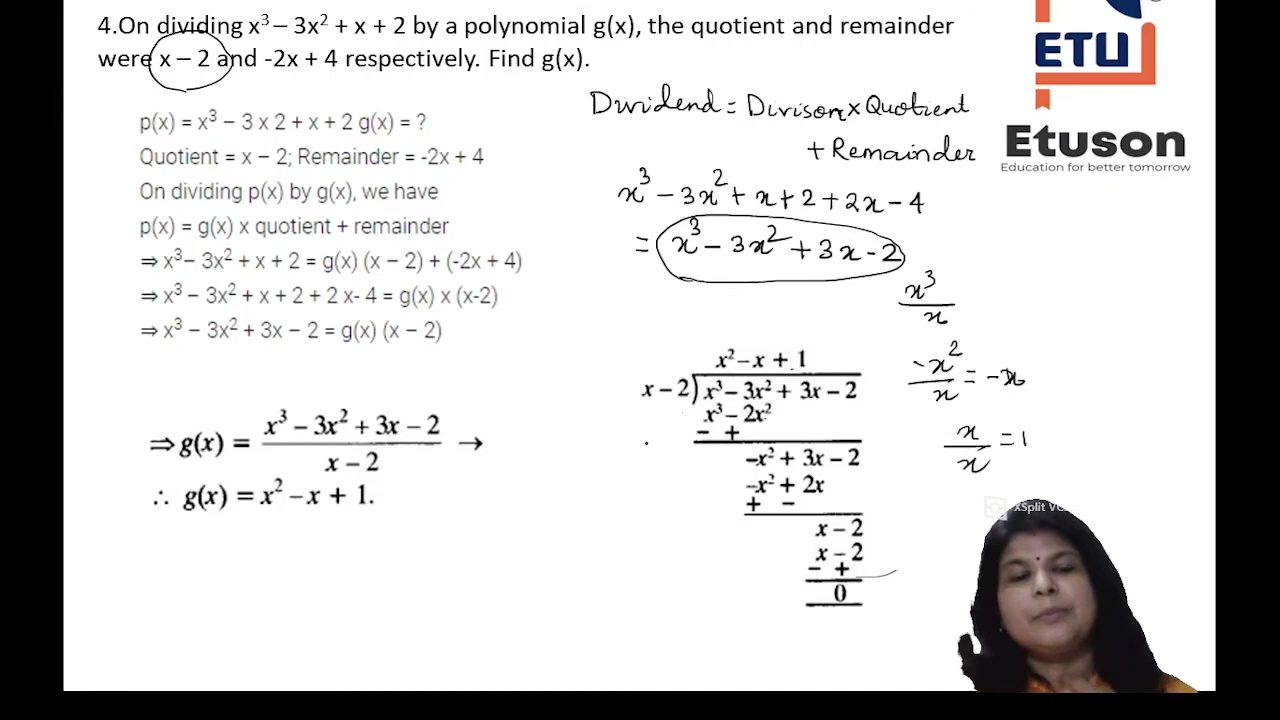 4.On dividing x³ – 3x² + x + 2 by a polynomial g(x), the quotient and remainder
were x – 2 and -2x + 4 respectively. Find g(x).
ETU
Etuson
Education for better tomorrow
p(x) = x³ – 3 x 2 + x + 2 g(x) = ?
Quotient = x – 2; Remainder = -2x + 4
On dividing p(x) by g(x), we have
p(x) = g(x) x quotient + remainder
⇒ x³– 3x² + x + 2 = g(x) (x – 2) + (-2x + 4)
⇒ x³ – 3x² + x + 2 + 2 x- 4 = g(x) x (x-2)
⇒ x³ – 3x² + 3x – 2 = g(x) (x – 2)
⇒ g(x) = x³ – 3x² + 3x – 2 / x – 2 →
∴ g(x) = x² – x + 1.
Dividend = Divison x Quotient
+ Remainder
x³ – 3x² + x + 2 + 2x – 4
= x³ – 3x² + 3x - 2
x³ / x
-x² / x = -x
x / x = 1
x² – x + 1
x – 2) x³ – 3x² + 3x – 2
x³ – 2x²
– +
–x² + 3x – 2
–x² + 2x
+ –
x – 2
x – 2
– +
0
XSplit VC